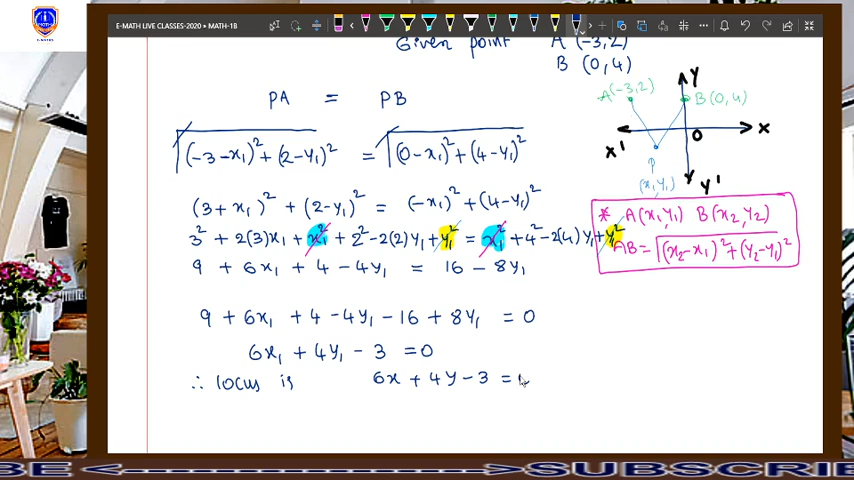 E-MATH LIVE CLASSES-2020 » MATH-18
Given point A (-3,2)
B (0,4)
PA = PB
√(-3-x₁)²+(2-y₁)² = √(0-x₁)²+(4-y₁)²
(3+x₁)² + (2-y₁)² = (-x₁)²+(4-y₁)²
3² + 2(3)x₁ + x₁² + 2² - 2(2)y₁ + y₁² = x₁² + 4² - 2(4)y₁ + y₁²
9 + 6x₁ + 4 - 4y₁ = 16 - 8y₁
9 + 6x₁ + 4 - 4y₁ - 16 + 8y₁ = 0
6x₁ + 4y₁ - 3 = 0
∴ locus is 6x + 4y - 3 =
Y
A(-3,2)
B(0,4)
O
X
X'
(x₁,y₁)
Y'
* A(x₁,y₁) B(x₂,y₂)
AB = √(x₂-x₁)²+(y₂-y₁)²
BE <----------> SUBSCRIBE